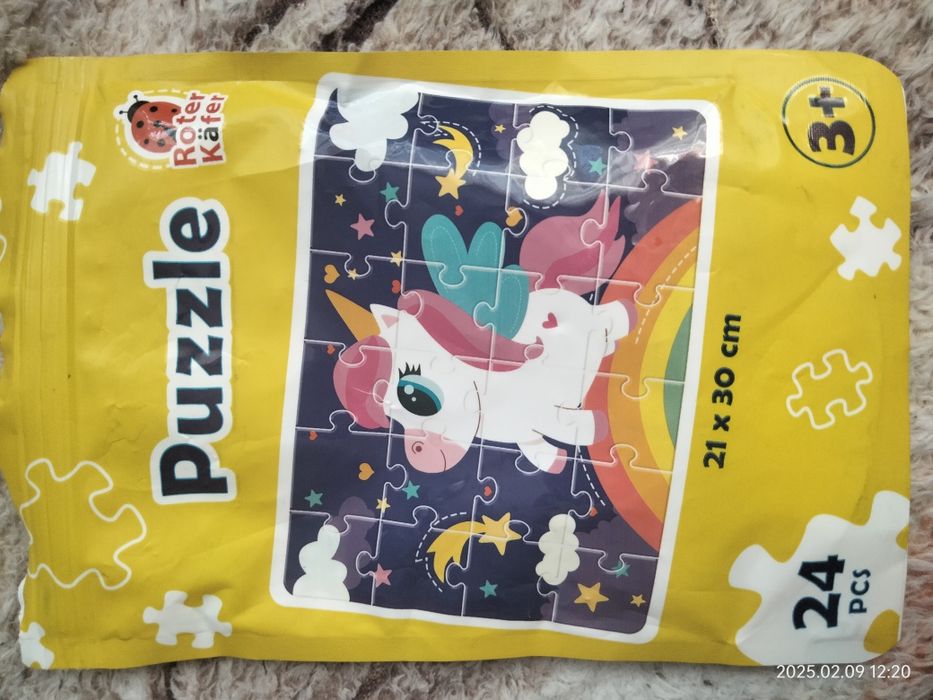 Roter
Käfer
3+
Puzzle
21 x 30 cm
24
PCS
2025.02.09 12:20